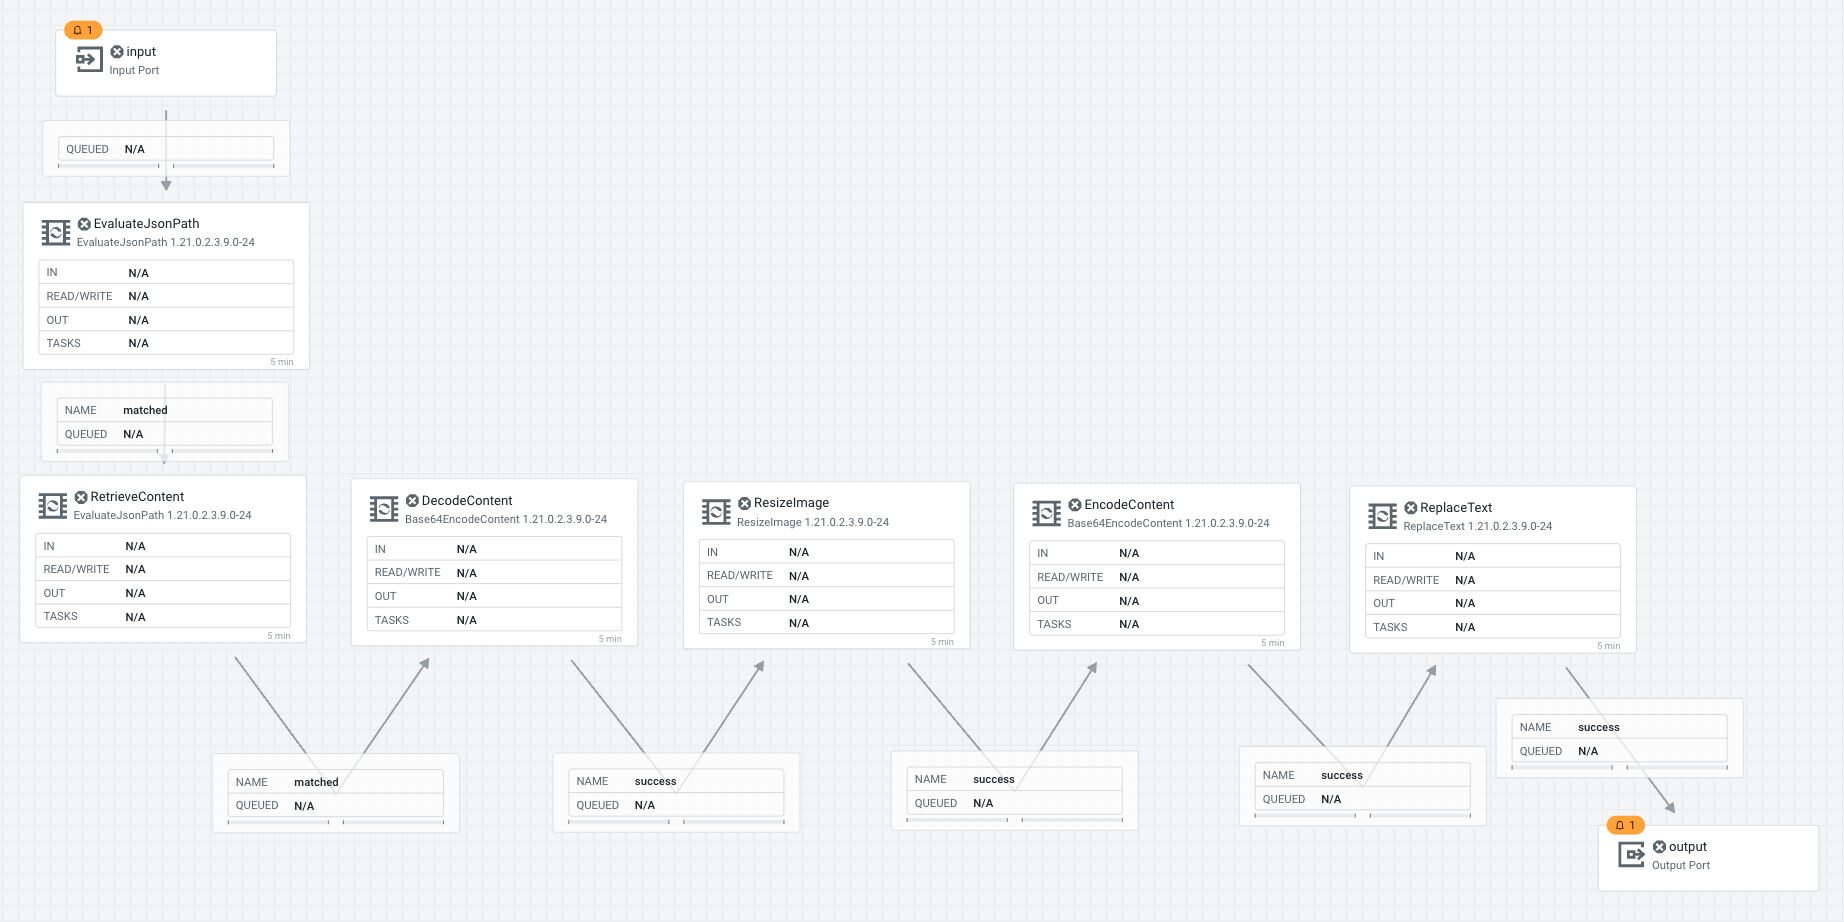 1
input
Input Port
QUEUED N/A
EvaluateJsonPath
EvaluateJsonPath 1.21.0.2.3.9.0-24
IN N/A
READ/WRITE N/A
OUT N/A
TASKS N/A
5 min
NAME matched
QUEUED N/A
RetrieveContent
EvaluateJsonPath 1.21.0.2.3.9.0-24
IN N/A
READ/WRITE N/A
OUT N/A
TASKS N/A
5 min
DecodeContent
Base64EncodeContent 1.21.0.2.3.9.0-24
IN N/A
READ/WRITE N/A
OUT N/A
TASKS N/A
5 min
ResizeImage
ResizeImage 1.21.0.2.3.9.0-24
IN N/A
READ/WRITE N/A
OUT N/A
TASKS N/A
5 min
EncodeContent
Base64EncodeContent 1.21.0.2.3.9.0-24
IN N/A
READ/WRITE N/A
OUT N/A
TASKS N/A
5 min
ReplaceText
ReplaceText 1.21.0.2.3.9.0-24
IN N/A
READ/WRITE N/A
OUT N/A
TASKS N/A
5 min
NAME matched
QUEUED N/A
NAME success
QUEUED N/A
NAME success
QUEUED N/A
NAME success
QUEUED N/A
NAME success
QUEUED N/A
1
output
Output Port